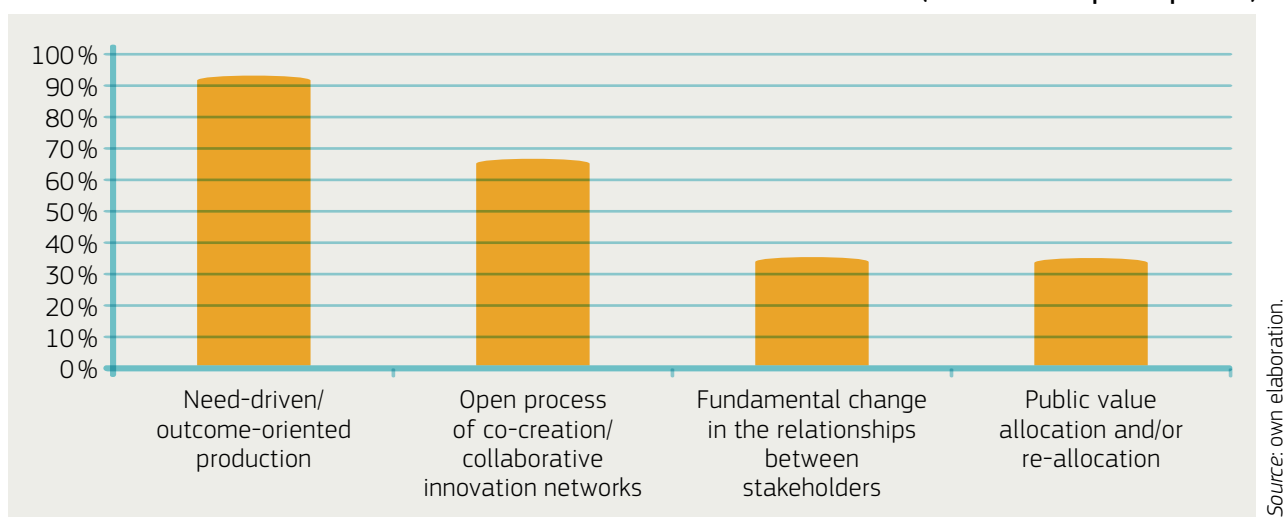 100 %
90 %
80 %
70 %
60 %
50 %
40 %
30 %
20 %
10 %
0 %
Need-driven/
outcome-oriented
production
Open process
of co-creation/
collaborative
innovation networks
Fundamental change
in the relationships
between
stakeholders
Public value
allocation and/or
re-allocation
Source: own elaboration.